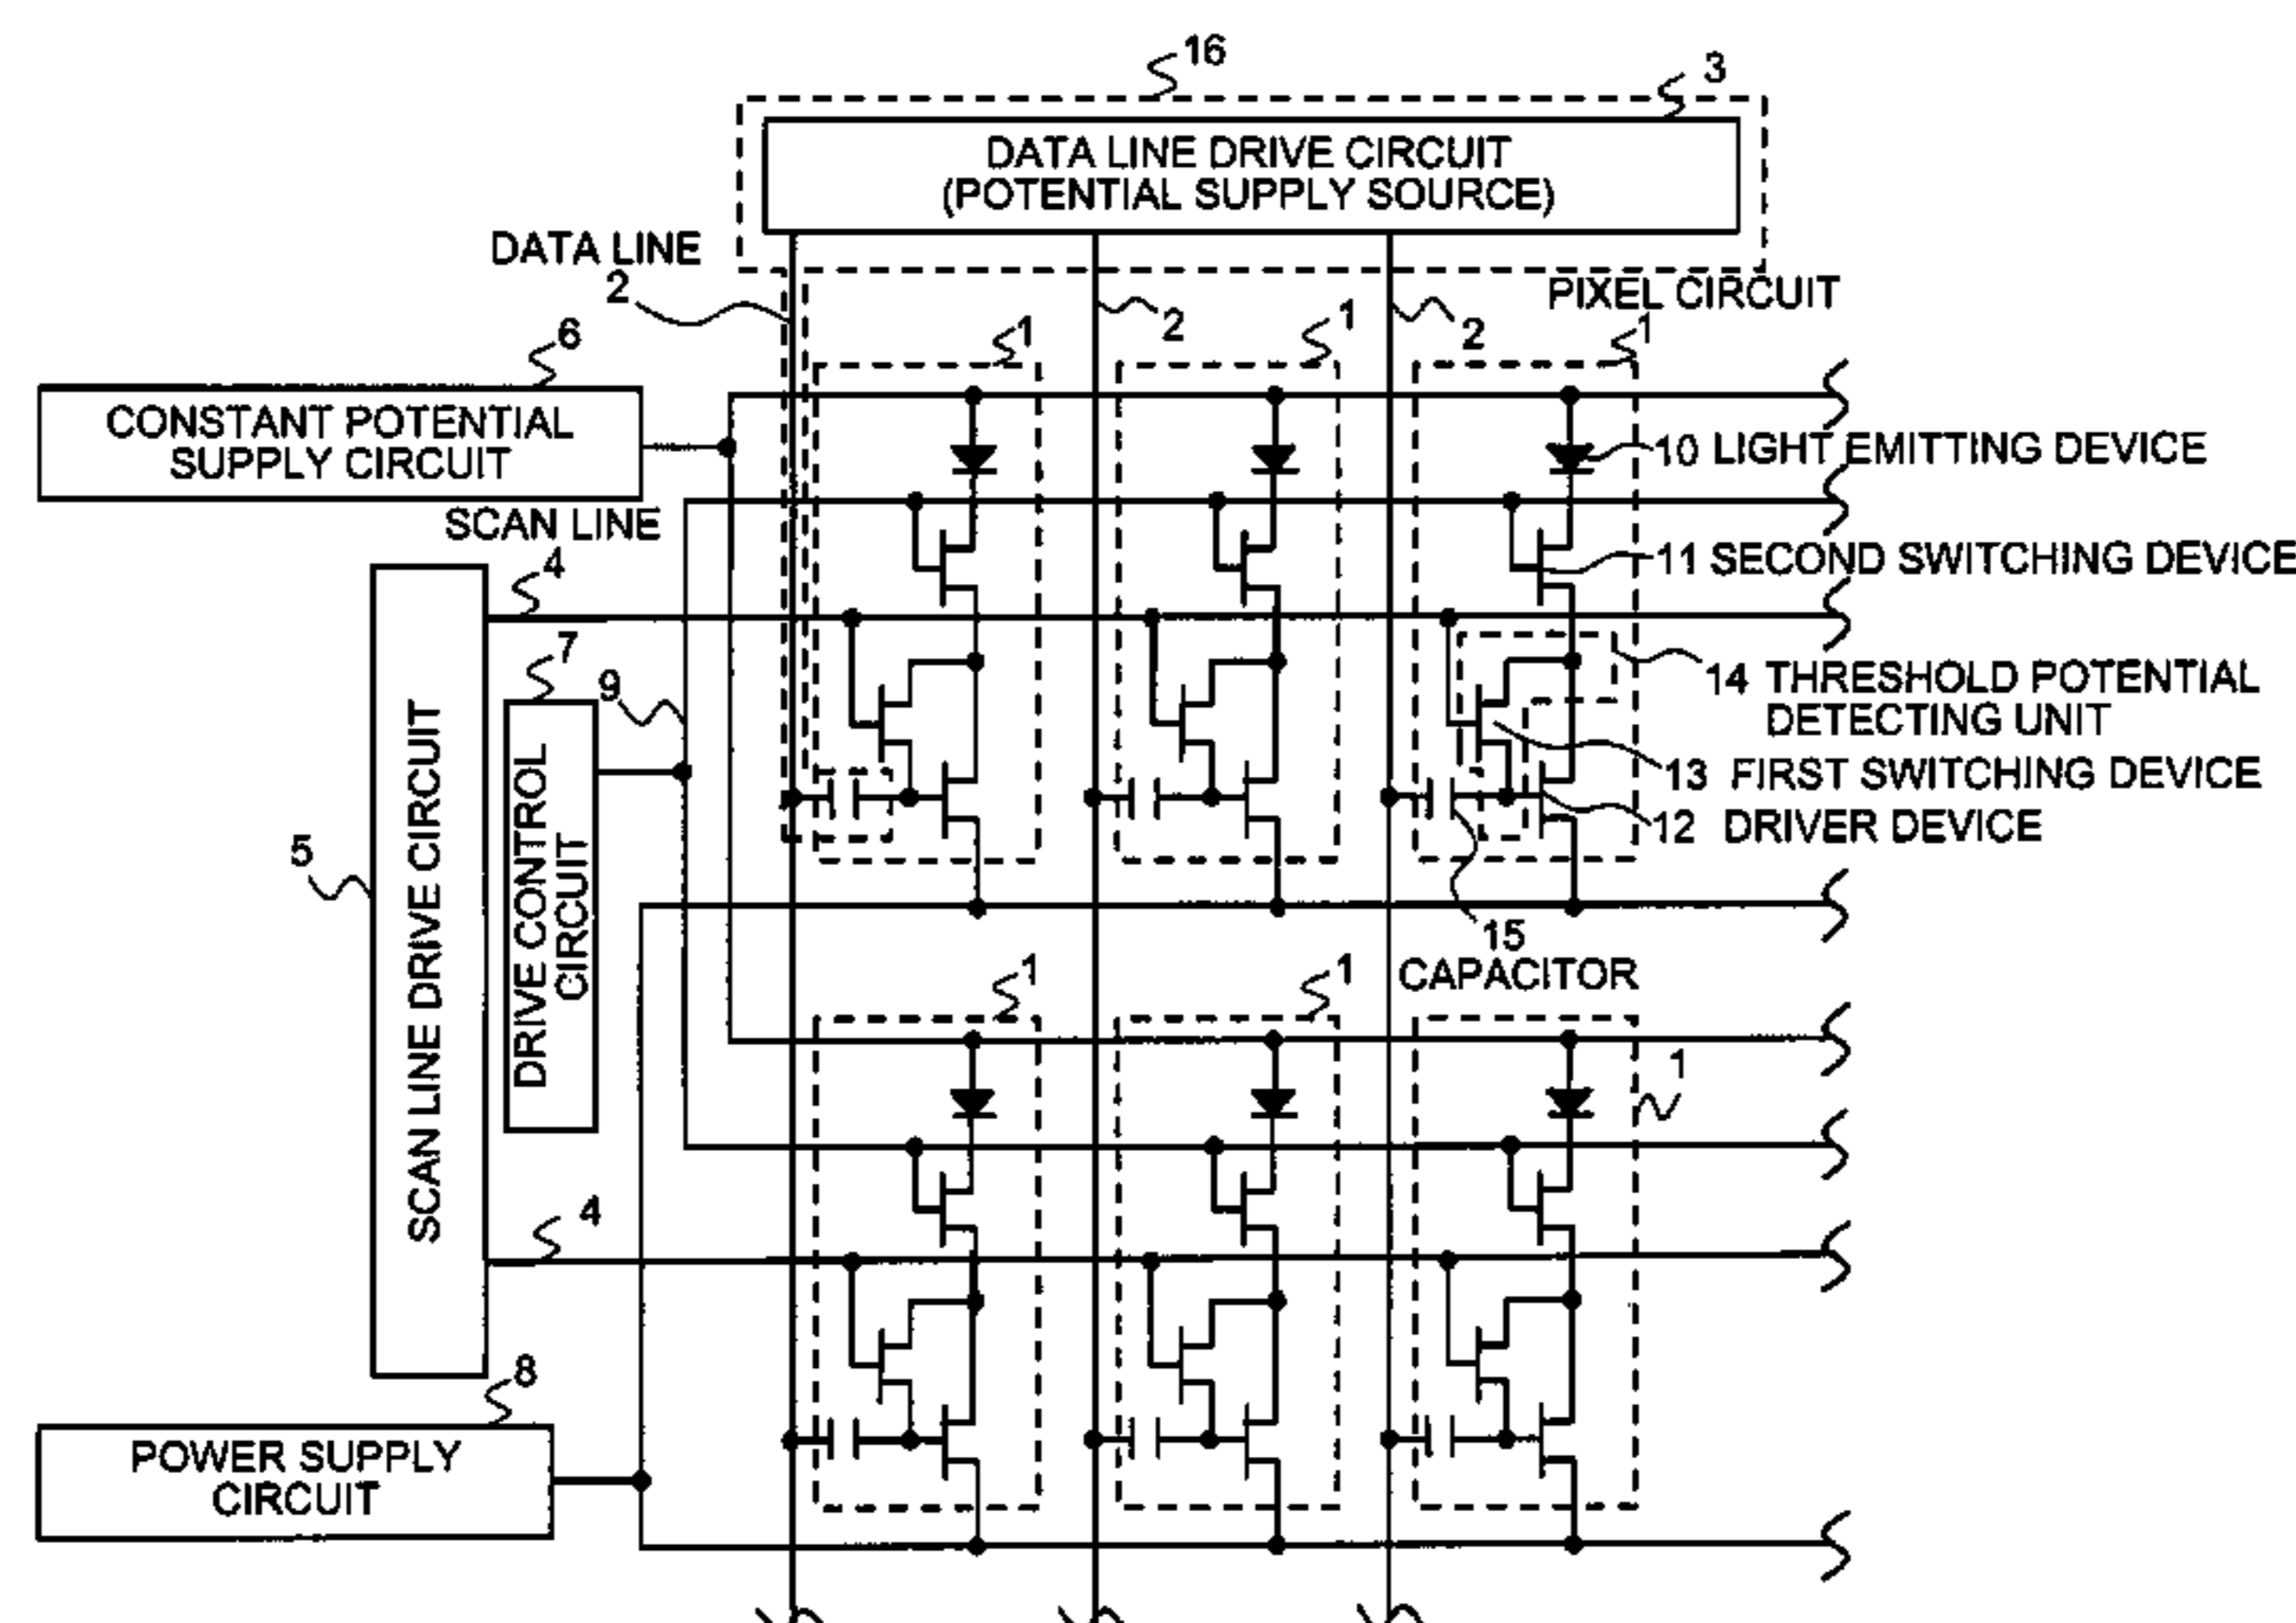 16
3
DATA LINE DRIVE CIRCUIT
(POTENTIAL SUPPLY SOURCE)
DATA LINE
2
2
2
PIXEL CIRCUIT
1
1
1
6
CONSTANT POTENTIAL
SUPPLY CIRCUIT
10 LIGHT EMITTING DEVICE
SCAN LINE
4
11 SECOND SWITCHING DEVICE
7
9
14 THRESHOLD POTENTIAL
DETECTING UNIT
13 FIRST SWITCHING DEVICE
12 DRIVER DEVICE
5
SCAN LINE DRIVE CIRCUIT
DRIVE CONTROL
CIRCUIT
15
CAPACITOR
1
1
1
4
8
POWER SUPPLY
CIRCUIT